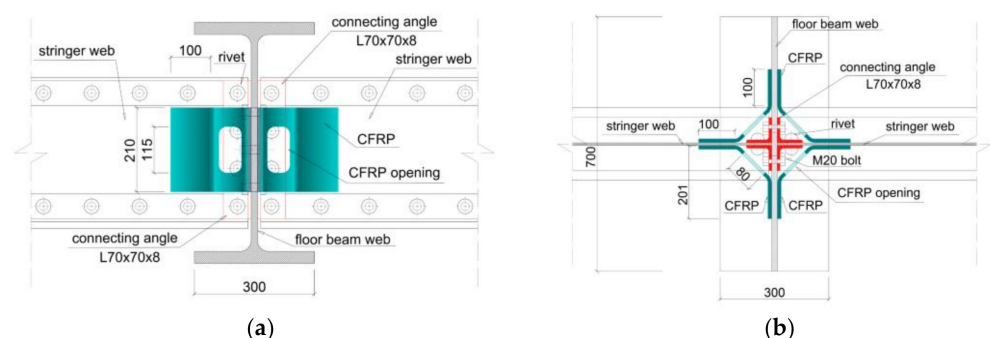 connecting angle
L70x70x8
100
rivet
stringer web
stringer web
210
115
CFRP
CFRP opening
connecting angle
L70x70x8
floor beam web
300
(a)
floor beam web
CFRP
connecting angle
L70x70x8
100
100
rivet
stringer web
stringer web
700
M20 bolt
80
201
CFRP opening
CFRP
CFRP
300
(b)